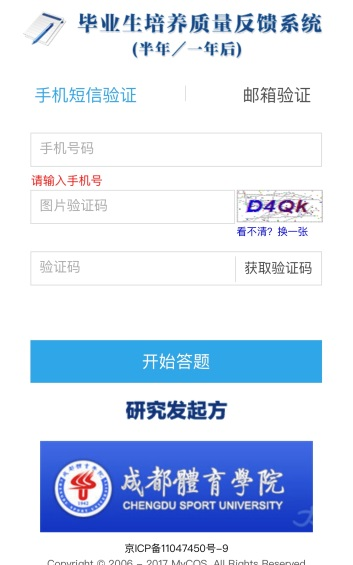 毕业生培养质量反馈系统
(半年／一年后)
手机短信验证
邮箱验证
手机号码
请输入手机号
图片验证码
D4Qk
看不清？换一张
验证码
获取验证码
开始答题
研究发起方
1942
成都體育學院
CHENGDU SPORT UNIVERSITY
京ICP备11047450号-9
Copyright © 2006 - 2017 MyCOS. All Rights Reserved